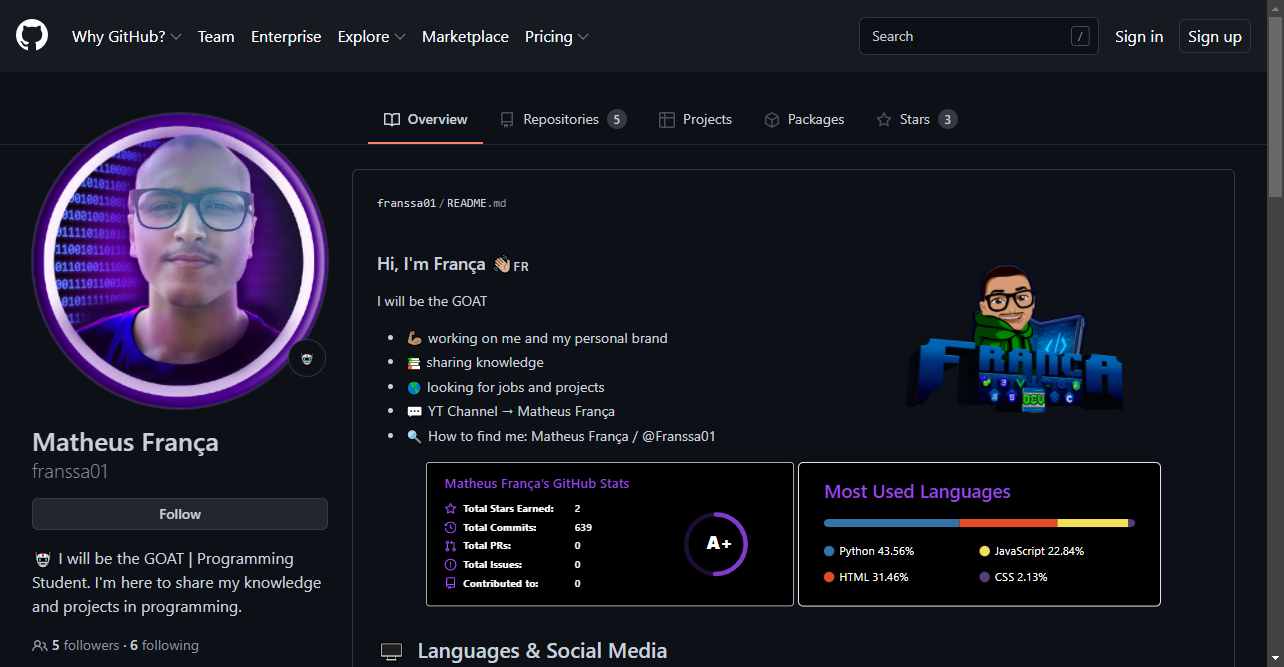 Why GitHub? Team Enterprise Explore Marketplace Pricing Search / Sign in Sign up
Overview Repositories 5 Projects Packages Stars 3
franssa01/README.md
Hi, I'm França 👋🏼 FR
I will be the GOAT
• 💪🏽 working on me and my personal brand
• 📚 sharing knowledge
• 🌎 looking for jobs and projects
• 💬 YT Channel → Matheus França
• 🔍 How to find me: Matheus França / @Franssa01
FRANÇA
Matheus França
franssa01
Follow
I will be the GOAT | Programming
Student. I'm here to share my knowledge
and projects in programming.
5 followers · 6 following
Matheus França's GitHub Stats
Total Stars Earned: 2
Total Commits: 639
Total PRs: 0
Total Issues: 0
Contributed to: 0
A+
Most Used Languages
Python 43.56% JavaScript 22.84%
HTML 31.46% CSS 2.13%
Languages & Social Media